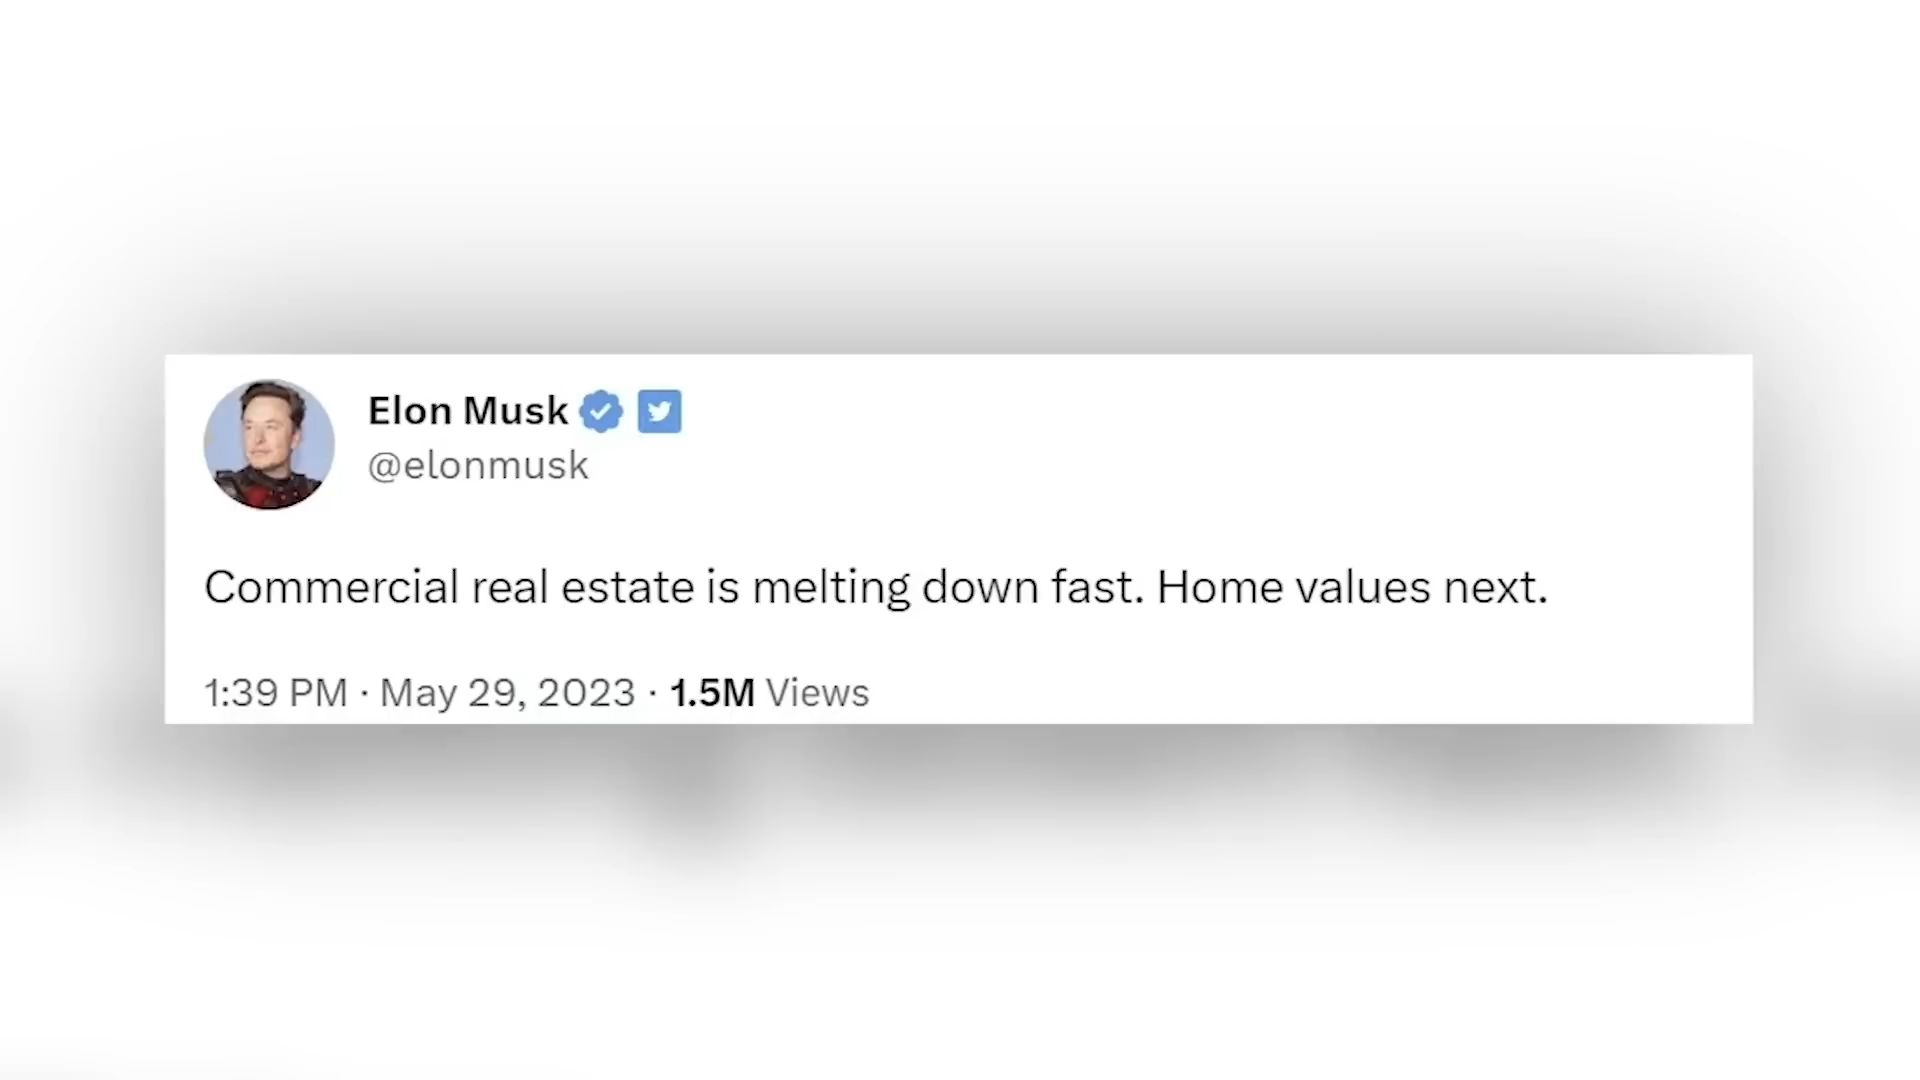 Elon Musk
@elonmusk
Commercial real estate is melting down fast. Home values next.
1:39 PM · May 29, 2023 · 1.5M Views